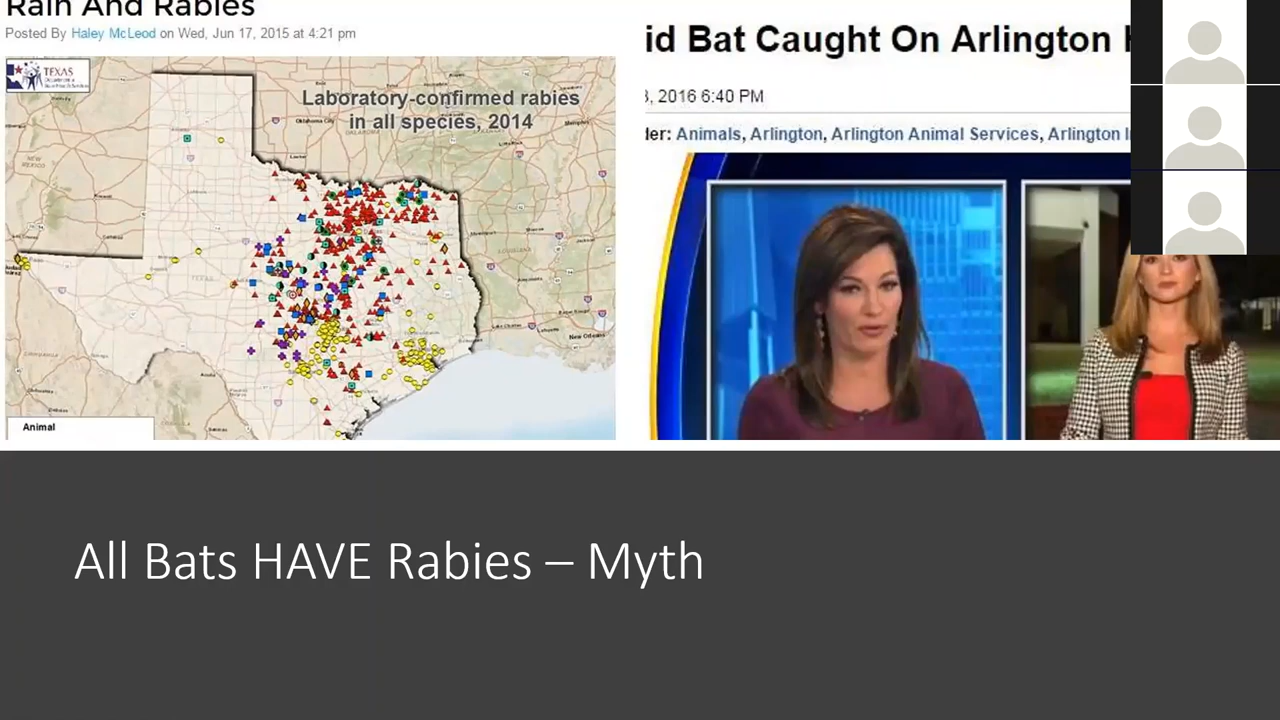 Rain And Rabies
Posted By Haley McLeod on Wed, Jun 17, 2015 at 4:21 pm
TEXAS
Laboratory-confirmed rabies
in all species, 2014
Animal
id Bat Caught On Arlington
, 2016 6:40 PM
er: Animals, Arlington, Arlington Animal Services, Arlington
All Bats HAVE Rabies – Myth